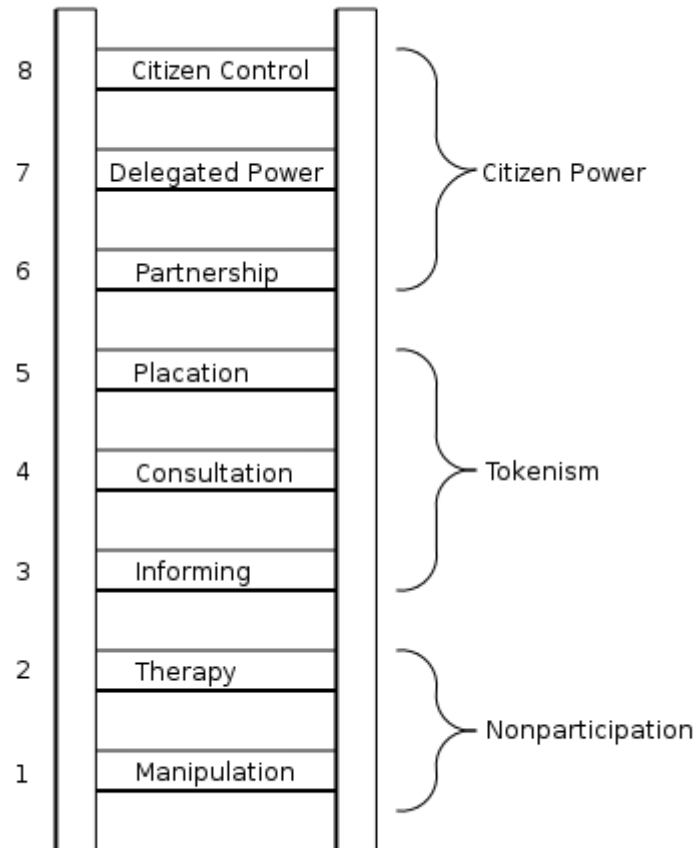 8 Citizen Control
7 Delegated Power
Citizen Power
6 Partnership
5 Placation
4 Consultation
Tokenism
3 Informing
2 Therapy
Nonparticipation
1 Manipulation